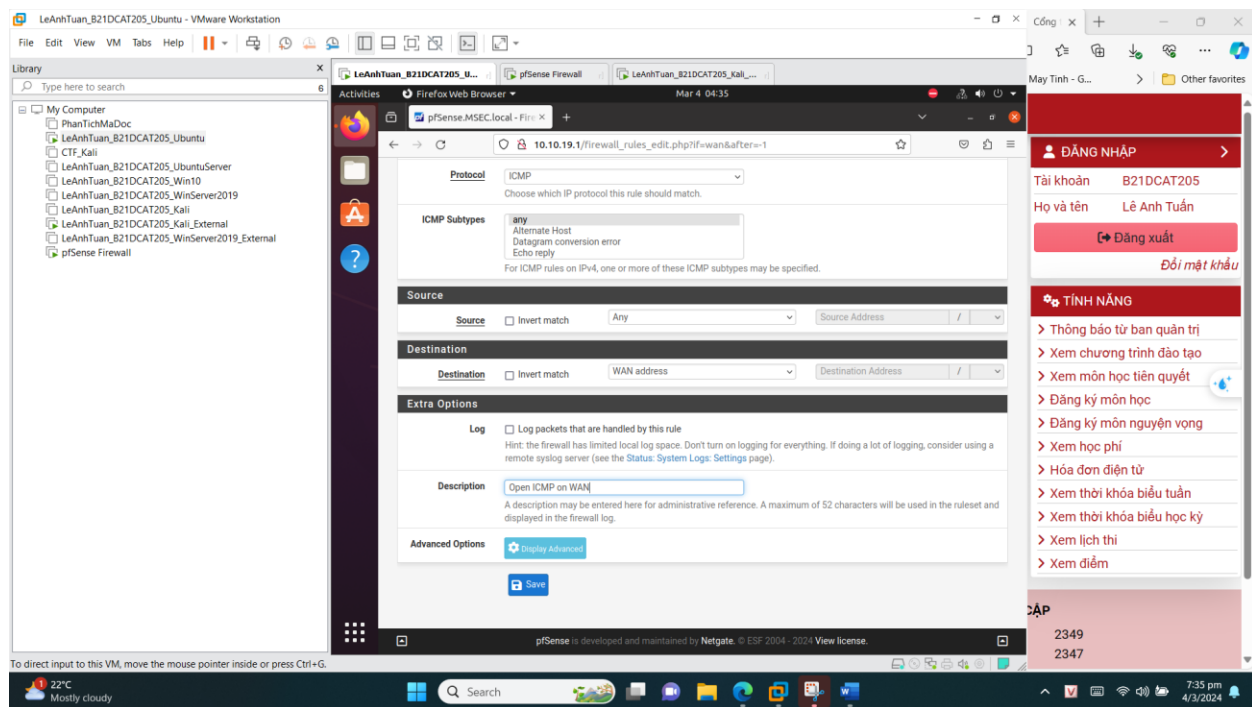 LeAnhTuan_B21DCAT205_Ubuntu - VMware Workstation
File Edit View VM Tabs Help
Library
Type here to search
My Computer
PhanTichMaDoc
LeAnhTuan_B21DCAT205_Ubuntu
CTF_Kali
LeAnhTuan_B21DCAT205_UbuntuServer
LeAnhTuan_B21DCAT205_Win10
LeAnhTuan_B21DCAT205_WinServer2019
LeAnhTuan_B21DCAT205_Kali
LeAnhTuan_B21DCAT205_Kali_External
LeAnhTuan_B21DCAT205_WinServer2019_External
pfSense Firewall
LeAnhTuan_B21DCAT205_U... pfSense Firewall LeAnhTuan_B21DCAT205_Kali_...
Activities Firefox Web Browser Mar 4 04:35
pfSense.MSEC.local - Fire
10.10.19.1/firewall_rules_edit.php?if=wan&after=-1
Protocol ICMP
Choose which IP protocol this rule should match.
ICMP Subtypes any
Alternate Host
Datagram conversion error
Echo reply
For ICMP rules on IPv4, one or more of these ICMP subtypes may be specified.
Source
Source Invert match Any Source Address /
Destination
Destination Invert match WAN address Destination Address /
Extra Options
Log Log packets that are handled by this rule
Hint: the firewall has limited local log space. Don't turn on logging for everything. If doing a lot of logging, consider using a
remote syslog server (see the Status: System Logs: Settings page).
Description Open ICMP on WAN
A description may be entered here for administrative reference. A maximum of 52 characters will be used in the ruleset and
displayed in the firewall log.
Advanced Options Display Advanced
Save
pfSense is developed and maintained by Netgate. © ESF 2004 - 2024 View license.
To direct input to this VM, move the mouse pointer inside or press Ctrl+G.
Cổng
May Tinh - G... Other favorites
ĐĂNG NHẬP
Tài khoản B21DCAT205
Họ và tên Lê Anh Tuấn
Đăng xuất
Đổi mật khẩu
TÍNH NĂNG
Thông báo từ ban quản trị
Xem chương trình đào tạo
Xem môn học tiên quyết
Đăng ký môn học
Đăng ký môn nguyện vọng
Xem học phí
Hóa đơn điện tử
Xem thời khóa biểu tuần
Xem thời khóa biểu học kỳ
Xem lịch thi
Xem điểm
CẬP
2349
2347
1
22°C
Mostly cloudy
Search
7:35 pm
4/3/2024